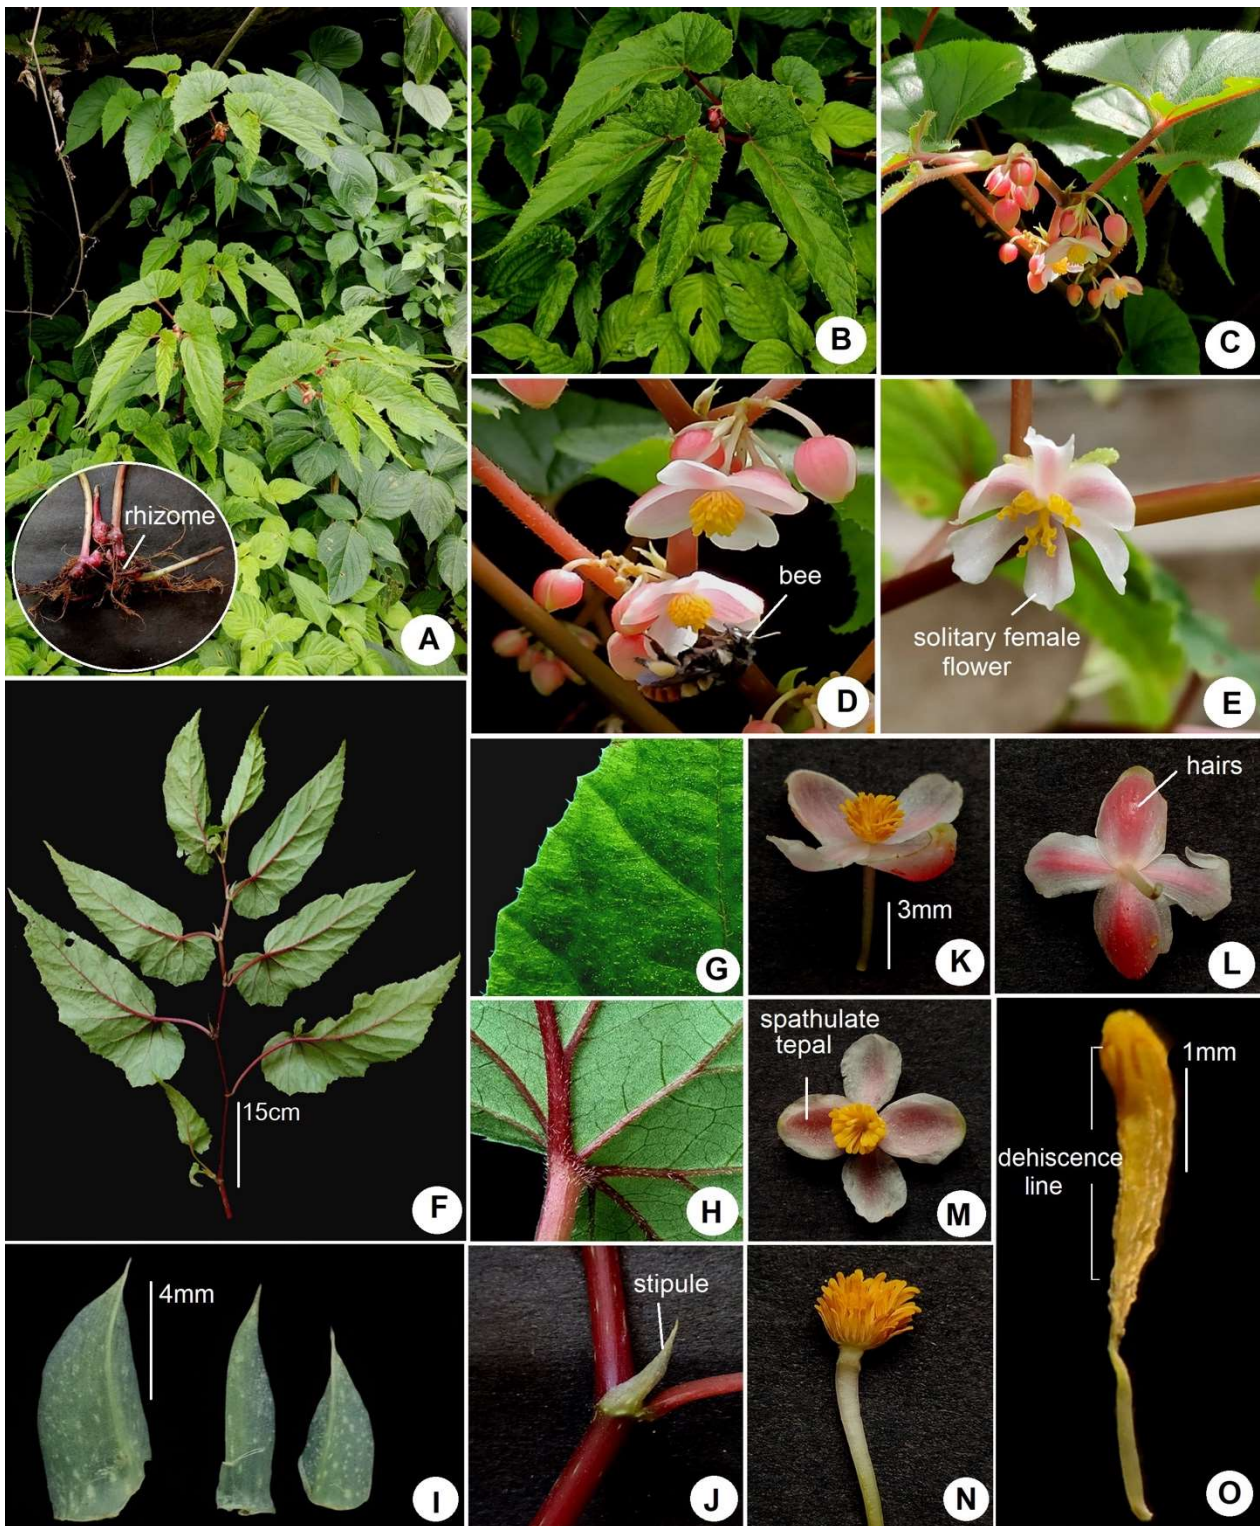 rhizome
A
B
C
bee
D
solitary female
flower
E
15cm
F
G
3mm
K
hairs
L
H
spathulate
tepal
M
1mm
dehiscence
line
O
4mm
I
stipule
J
N